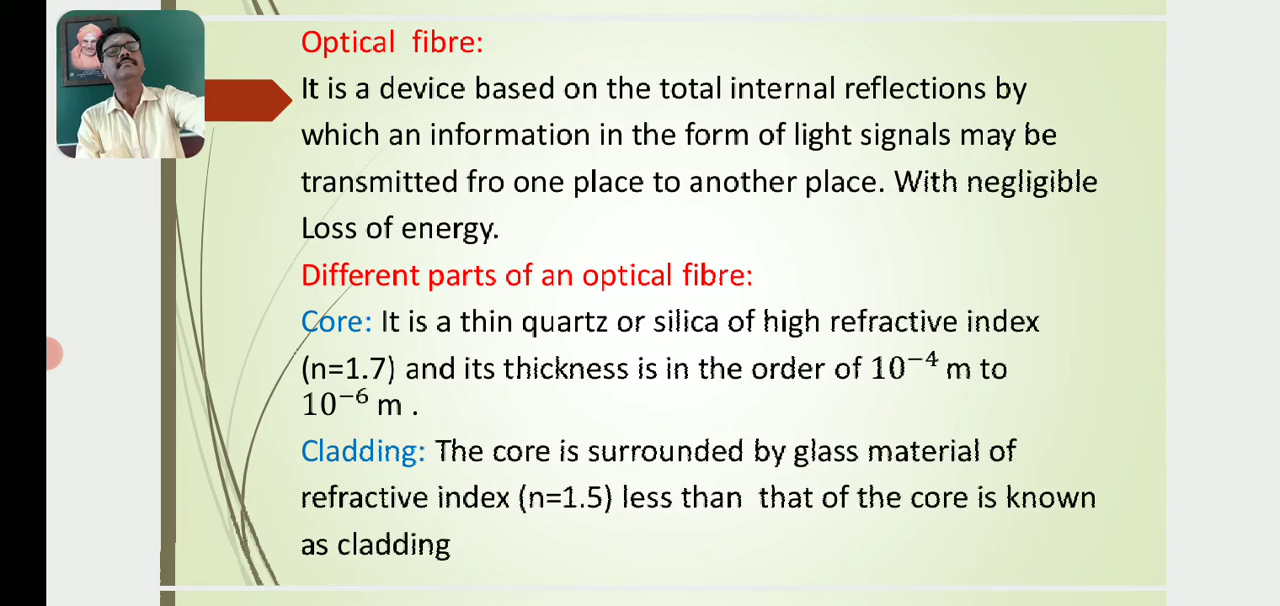 Optical fibre:
It is a device based on the total internal reflections by
which an information in the form of light signals may be
transmitted fro one place to another place. With negligible
Loss of energy.
Different parts of an optical fibre:
Core: It is a thin quartz or silica of high refractive index
(n=1.7) and its thickness is in the order of 10⁻⁴ m to
10⁻⁶ m .
Cladding: The core is surrounded by glass material of
refractive index (n=1.5) less than that of the core is known
as cladding